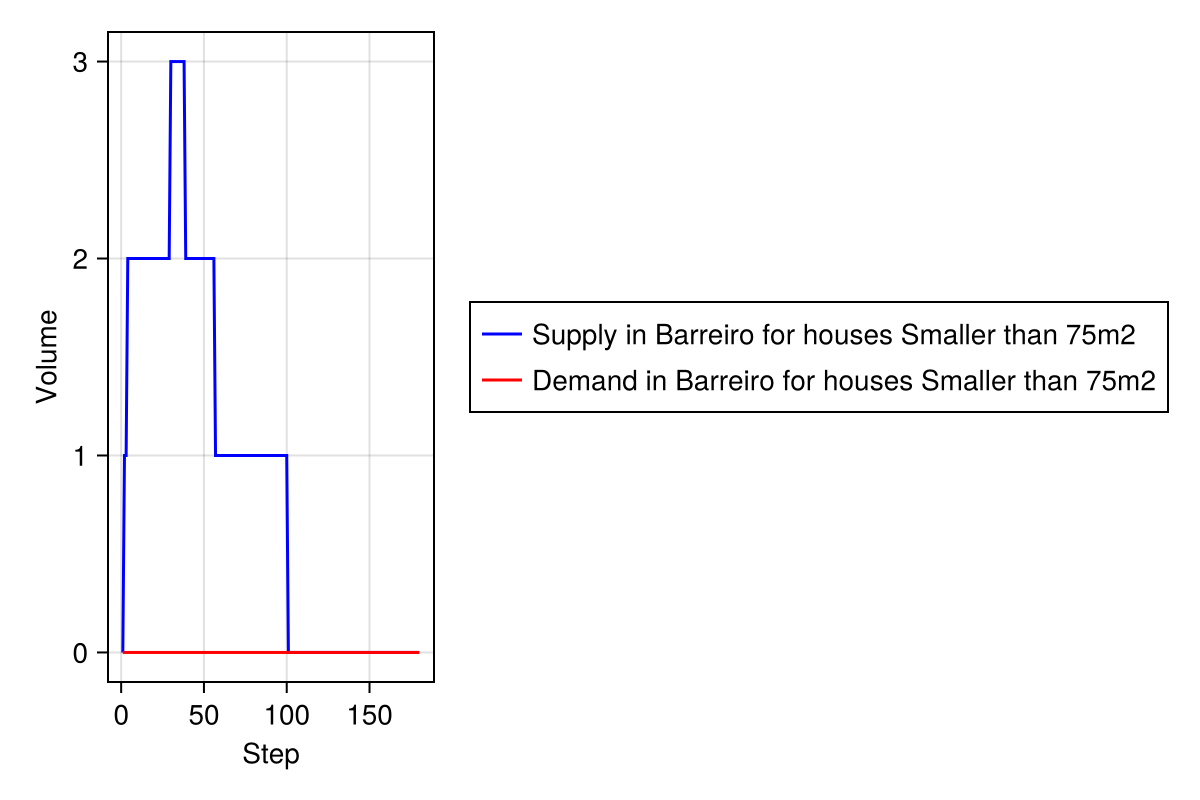 3
2
1
0
Volume
0 50 100 150
Step
Supply in Barreiro for houses Smaller than 75m2
Demand in Barreiro for houses Smaller than 75m2